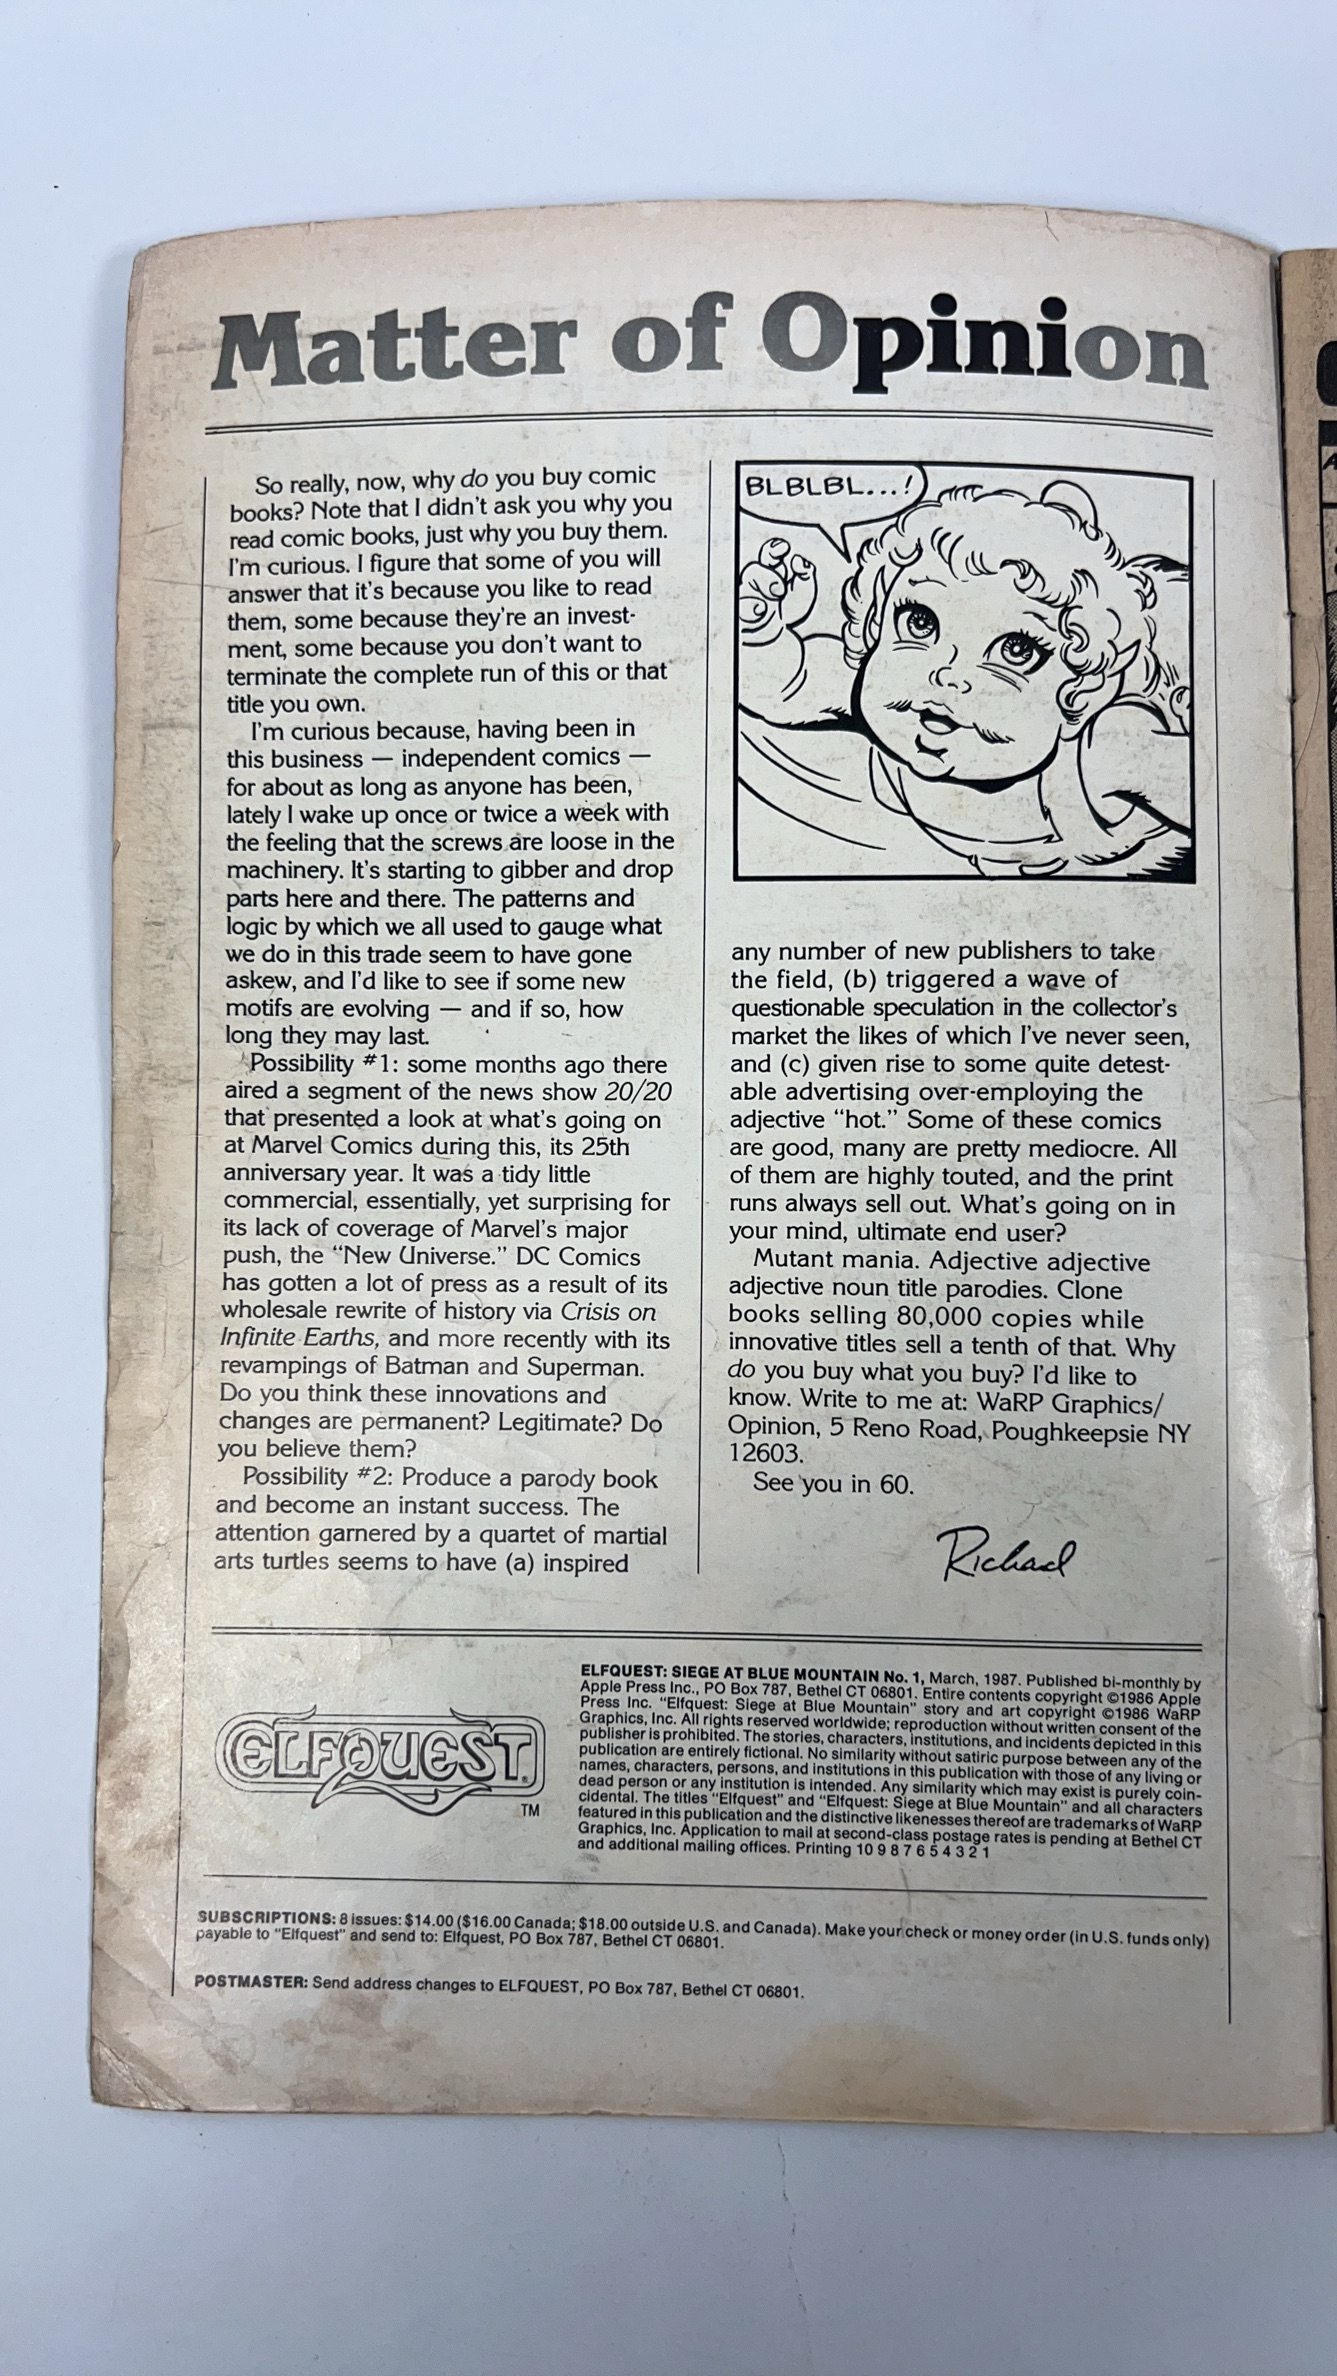 Matter of Opinion
So really, now, why do you buy comic
books? Note that I didn't ask you why you
read comic books, just why you buy them.
I'm curious. I figure that some of you will
answer that it's because you like to read
them, some because they're an invest-
ment, some because you don't want to
terminate the complete run of this or that
title you own.
I'm curious because, having been in
this business — independent comics —
for about as long as anyone has been,
lately I wake up once or twice a week with
the feeling that the screws are loose in the
machinery. It's starting to gibber and drop
parts here and there. The patterns and
logic by which we all used to gauge what
we do in this trade seem to have gone
askew, and I'd like to see if some new
motifs are evolving — and if so, how
long they may last.
Possibility #1: some months ago there
aired a segment of the news show 20/20
that presented a look at what's going on
at Marvel Comics during this, its 25th
anniversary year. It was a tidy little
commercial, essentially, yet surprising for
its lack of coverage of Marvel's major
push, the "New Universe." DC Comics
has gotten a lot of press as a result of its
wholesale rewrite of history via Crisis on
Infinite Earths, and more recently with its
revampings of Batman and Superman.
Do you think these innovations and
changes are permanent? Legitimate? Do
you believe them?
Possibility #2: Produce a parody book
and become an instant success. The
attention garnered by a quartet of martial
arts turtles seems to have (a) inspired
BLBLBL...!
any number of new publishers to take
the field, (b) triggered a wave of
questionable speculation in the collector's
market the likes of which I've never seen,
and (c) given rise to some quite detest-
able advertising over-employing the
adjective "hot." Some of these comics
are good, many are pretty mediocre. All
of them are highly touted, and the print
runs always sell out. What's going on in
your mind, ultimate end user?
Mutant mania. Adjective adjective
adjective noun title parodies. Clone
books selling 80,000 copies while
innovative titles sell a tenth of that. Why
do you buy what you buy? I'd like to
know. Write to me at: WaRP Graphics/
Opinion, 5 Reno Road, Poughkeepsie NY
12603.
See you in 60.
Richard
ELFQUEST
TM
ELFQUEST: SIEGE AT BLUE MOUNTAIN No. 1, March, 1987. Published bi-monthly by
Apple Press Inc., PO Box 787, Bethel CT 06801. Entire contents copyright ©1986 Apple
Press Inc. "Elfquest: Siege at Blue Mountain" story and art copyright ©1986 WaRP
Graphics, Inc. All rights reserved worldwide; reproduction without written consent of the
publisher is prohibited. The stories, characters, institutions, and incidents depicted in this
publication are entirely fictional. No similarity without satiric purpose between any of the
names, characters, persons, and institutions in this publication with those of any living or
dead person or any institution is intended. Any similarity which may exist is purely coin-
cidental. The titles "Elfquest" and "Elfquest: Siege at Blue Mountain" and all characters
featured in this publication and the distinctive likenesses thereof are trademarks of WaRP
Graphics, Inc. Application to mail at second-class postage rates is pending at Bethel CT
and additional mailing offices. Printing 10 9 8 7 6 5 4 3 2 1
SUBSCRIPTIONS: 8 issues: $14.00 ($16.00 Canada; $18.00 outside U.S. and Canada). Make your check or money order (in U.S. funds only)
payable to "Elfquest" and send to: Elfquest, PO Box 787, Bethel CT 06801.
POSTMASTER: Send address changes to ELFQUEST, PO Box 787, Bethel CT 06801.